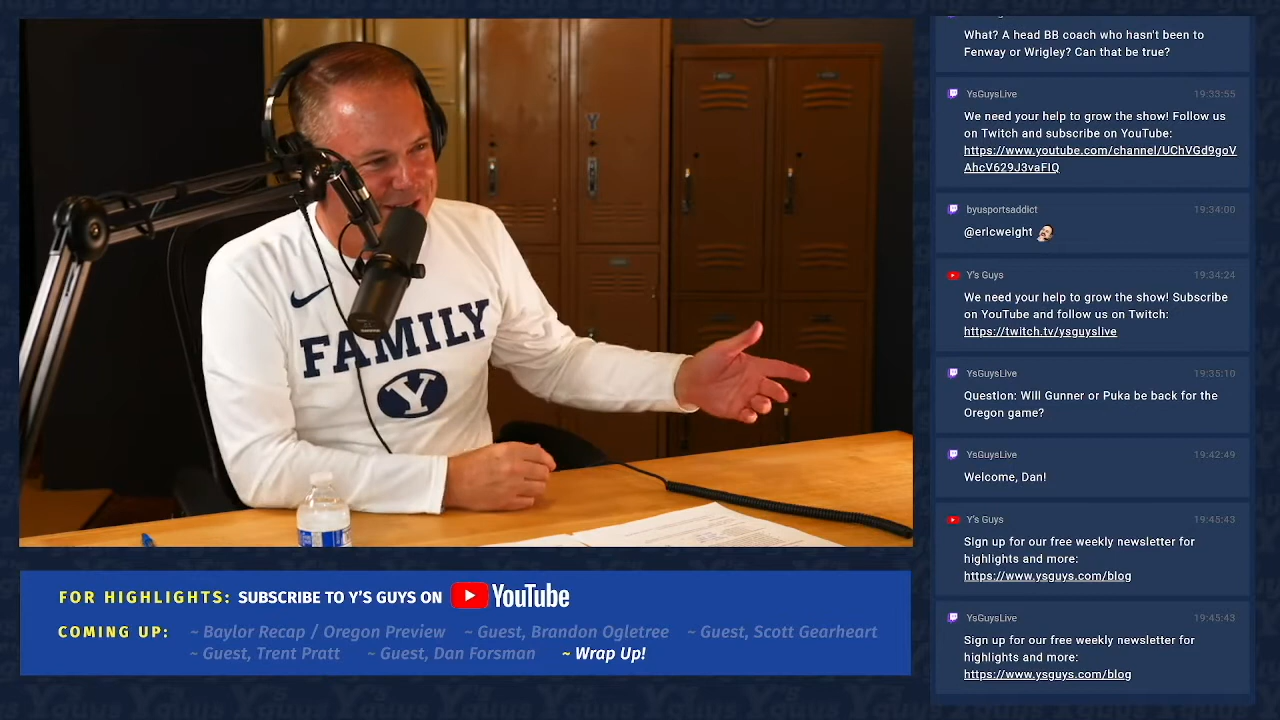 FAMILY
Y
FOR HIGHLIGHTS: SUBSCRIBE TO Y'S GUYS ON YouTube
COMING UP: ~ Baylor Recap / Oregon Preview ~ Guest, Brandon Ogletree ~ Guest, Scott Gearheart
~ Guest, Trent Pratt ~ Guest, Dan Forsman ~ Wrap Up!
What? A head BB coach who hasn't been to
Fenway or Wrigley? Can that be true?
YsGuysLive 19:33:55
We need your help to grow the show! Follow us
on Twitch and subscribe on YouTube:
https://www.youtube.com/channel/UChVGd9goV
AhcV629J3vaFIQ
byusportsaddict 19:34:00
@ericweight
Y's Guys 19:34:24
We need your help to grow the show! Subscribe
on YouTube and follow us on Twitch:
https://twitch.tv/ysguyslive
YsGuysLive 19:35:10
Question: Will Gunner or Puka be back for the
Oregon game?
YsGuysLive 19:42:49
Welcome, Dan!
Y's Guys 19:45:43
Sign up for our free weekly newsletter for
highlights and more:
https://www.ysguys.com/blog
YsGuysLive 19:45:43
Sign up for our free weekly newsletter for
highlights and more:
https://www.ysguys.com/blog